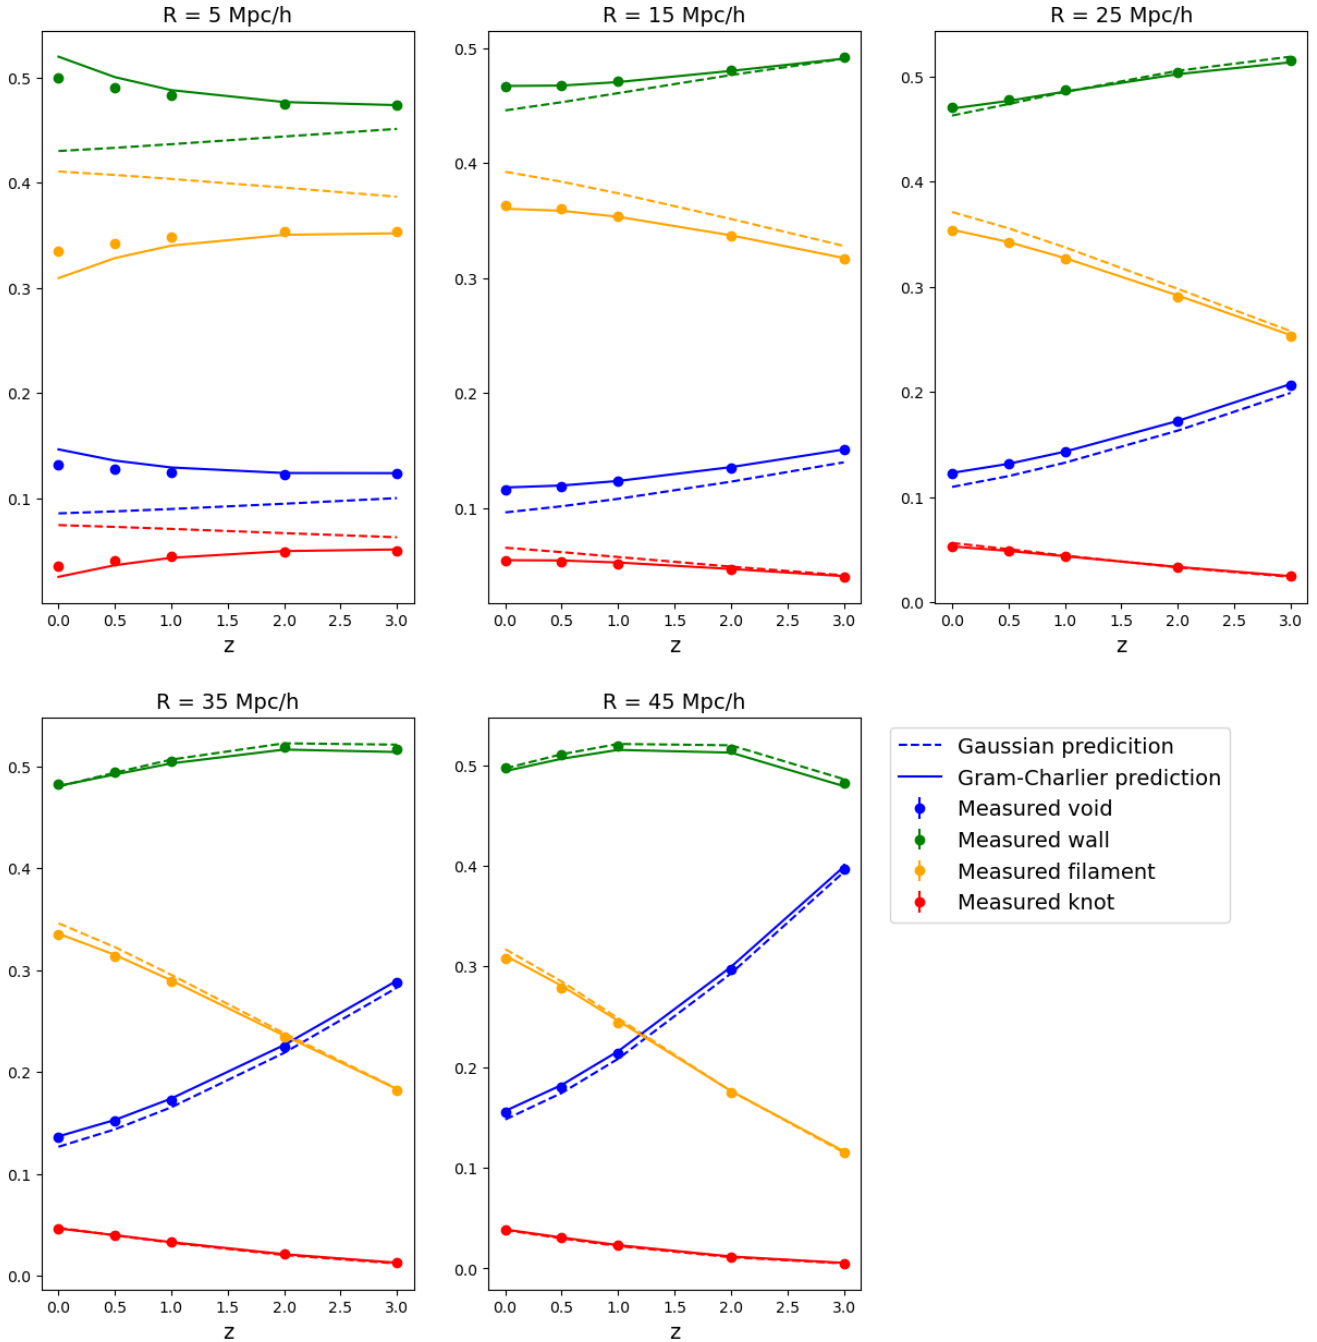 R = 5 Mpc/h
R = 15 Mpc/h
R = 25 Mpc/h
0.5
0.4
0.3
0.2
0.1
0.0 0.5 1.0 1.5 2.0 2.5 3.0
z
0.5
0.4
0.3
0.2
0.1
0.0 0.5 1.0 1.5 2.0 2.5 3.0
z
0.5
0.4
0.3
0.2
0.1
0.0
0.0 0.5 1.0 1.5 2.0 2.5 3.0
z
R = 35 Mpc/h
R = 45 Mpc/h
0.5
0.4
0.3
0.2
0.1
0.0
0.0 0.5 1.0 1.5 2.0 2.5 3.0
z
0.5
0.4
0.3
0.2
0.1
0.0
0.0 0.5 1.0 1.5 2.0 2.5 3.0
z
Gaussian predicition
Gram-Charlier prediction
Measured void
Measured wall
Measured filament
Measured knot